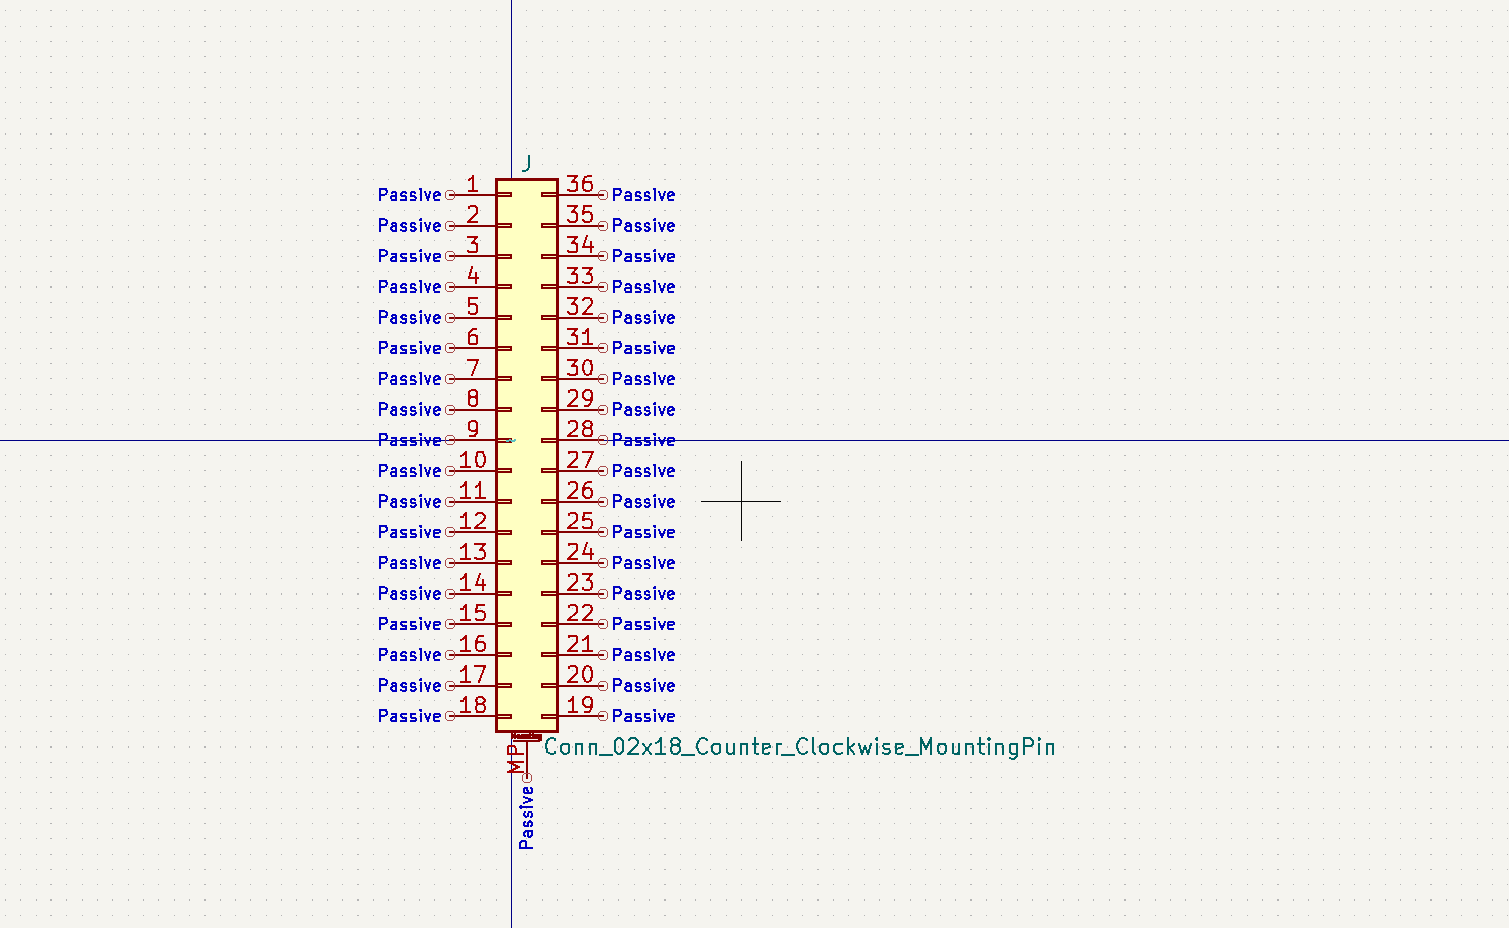 J
Passive 1 36 Passive
Passive 2 35 Passive
Passive 3 34 Passive
Passive 4 33 Passive
Passive 5 32 Passive
Passive 6 31 Passive
Passive 7 30 Passive
Passive 8 29 Passive
Passive 9 28 Passive
Passive 10 27 Passive
Passive 11 26 Passive
Passive 12 25 Passive
Passive 13 24 Passive
Passive 14 23 Passive
Passive 15 22 Passive
Passive 16 21 Passive
Passive 17 20 Passive
Passive 18 19 Passive
MP
Conn_02x18_Counter_Clockwise_MountingPin
Passive